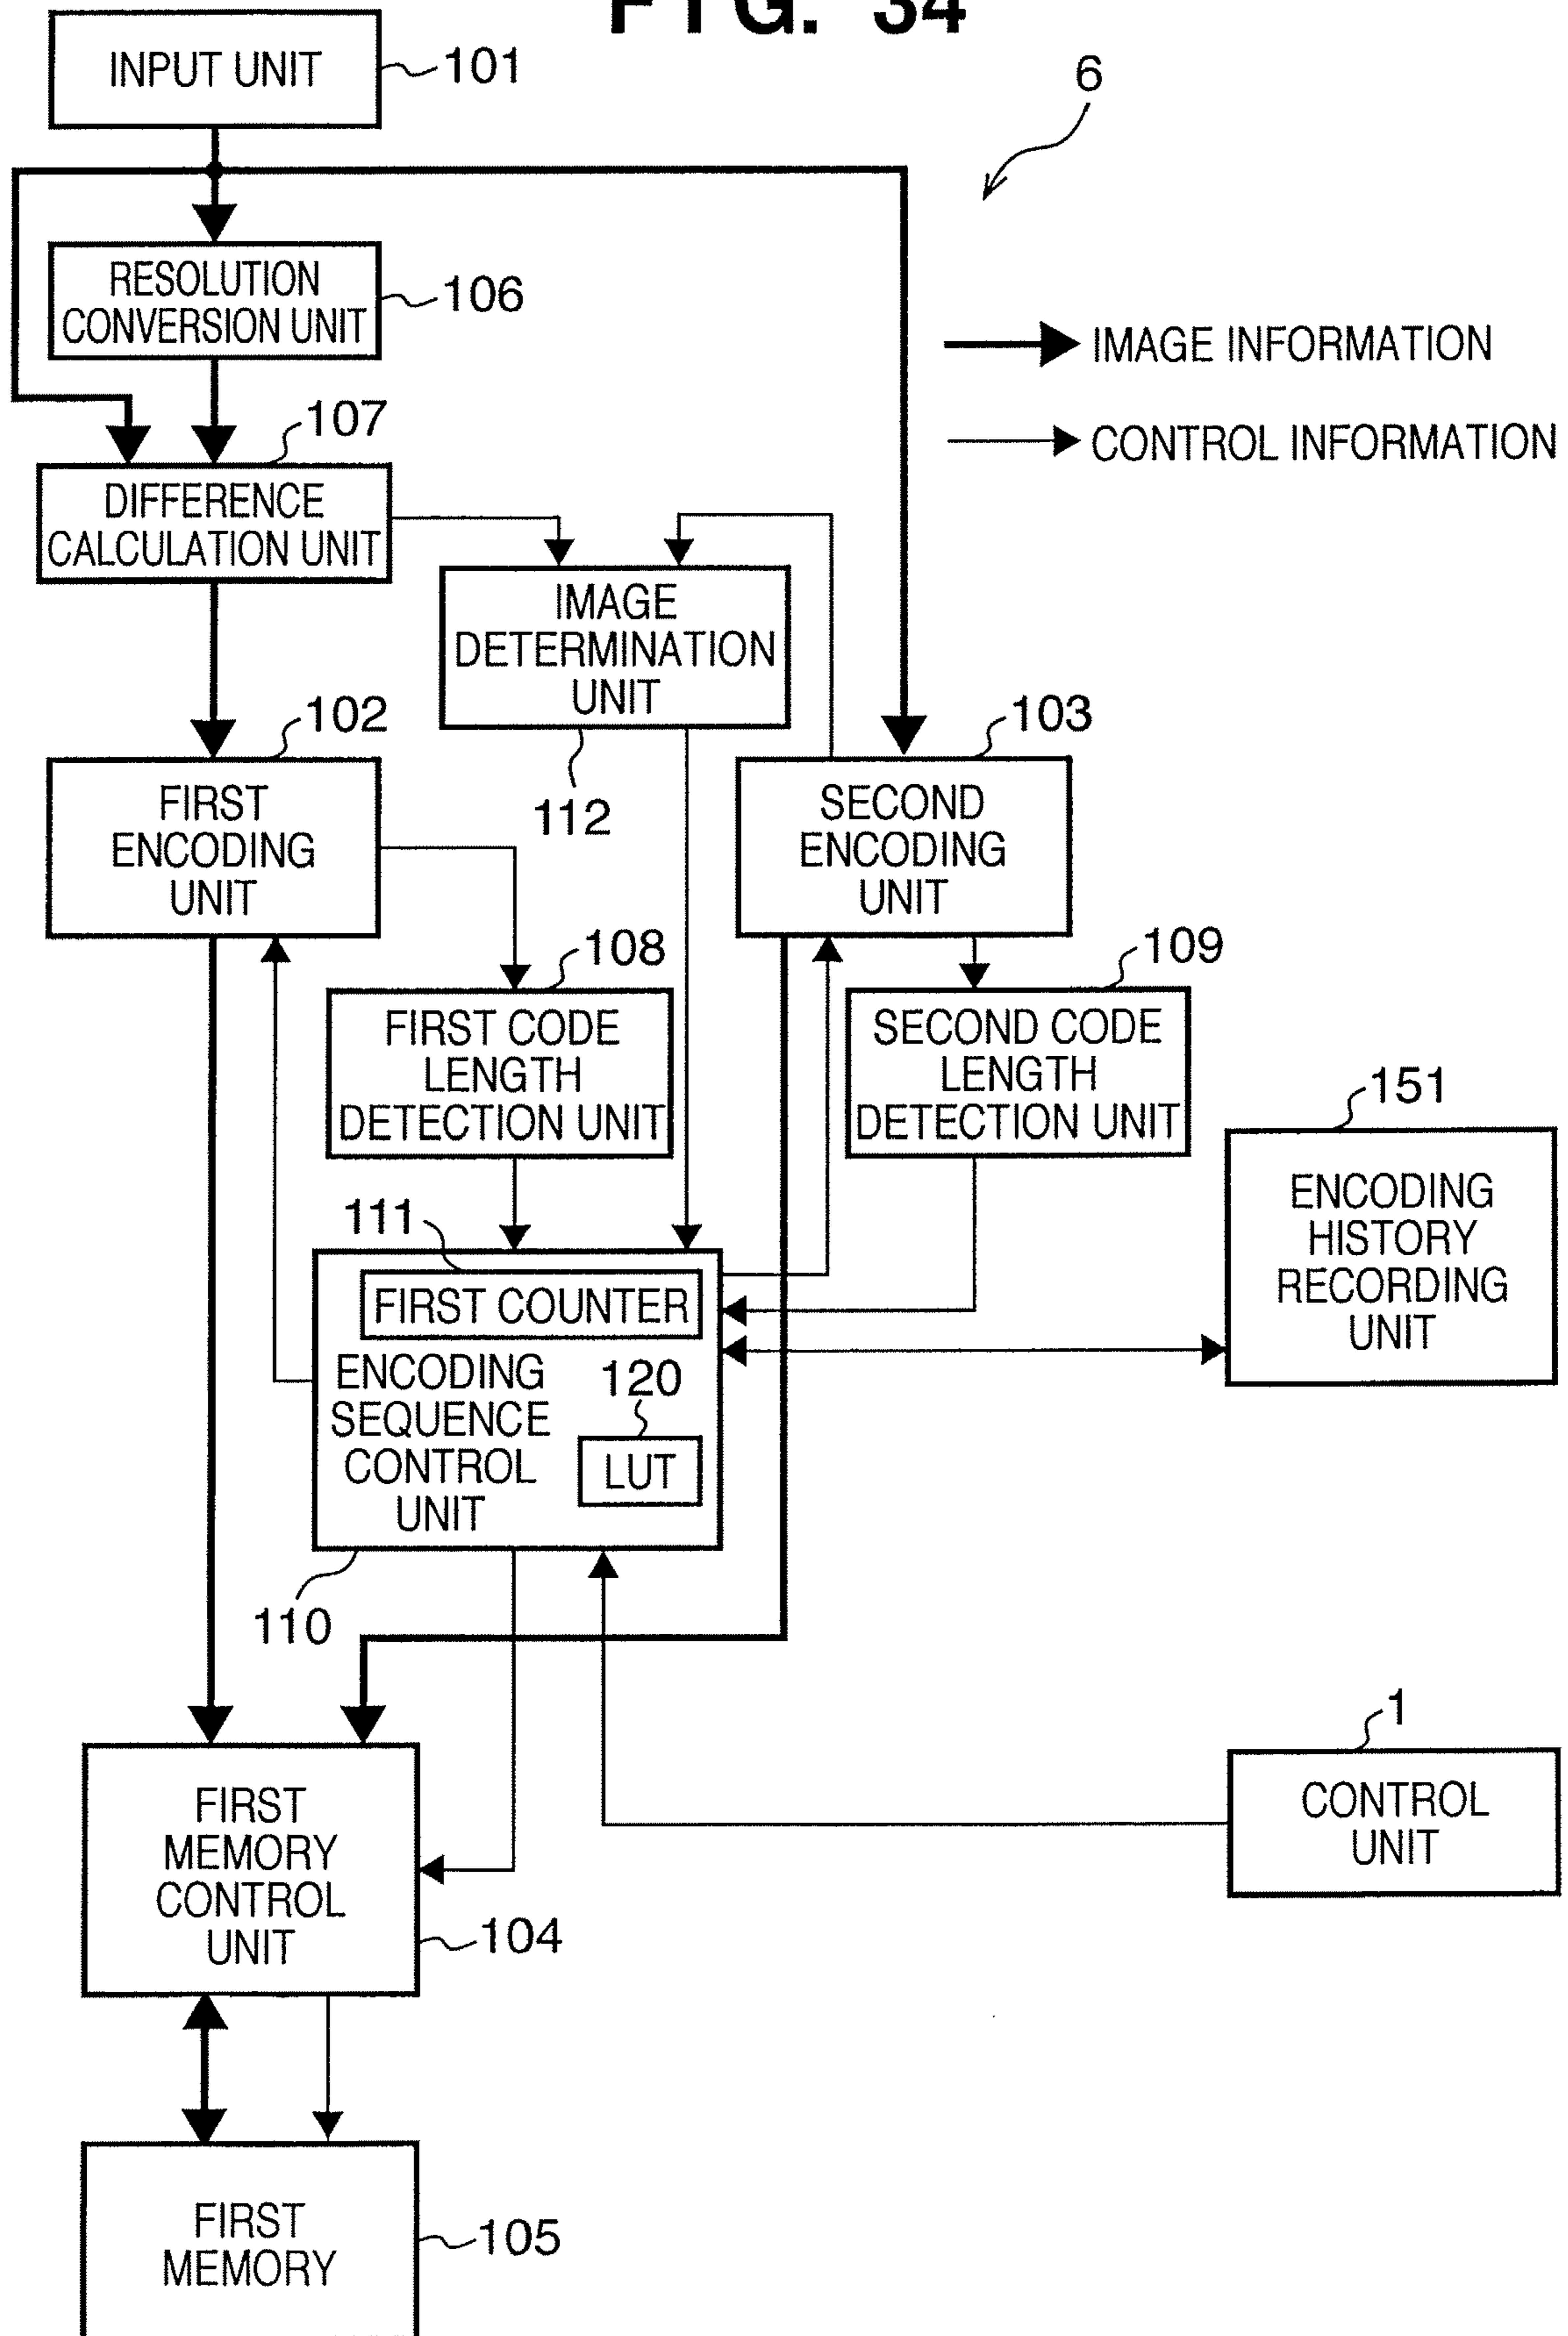 FIG. 34
INPUT UNIT
101
6
RESOLUTION
CONVERSION UNIT
106
IMAGE INFORMATION
CONTROL INFORMATION
107
DIFFERENCE
CALCULATION UNIT
IMAGE
DETERMINATION
UNIT
112
102
FIRST
ENCODING
UNIT
103
SECOND
ENCODING
UNIT
108
FIRST CODE
LENGTH
DETECTION UNIT
109
SECOND CODE
LENGTH
DETECTION UNIT
151
ENCODING
HISTORY
RECORDING
UNIT
111
FIRST COUNTER
ENCODING
SEQUENCE
CONTROL
UNIT
120
LUT
110
1
CONTROL
UNIT
FIRST
MEMORY
CONTROL
UNIT
104
FIRST
MEMORY
105